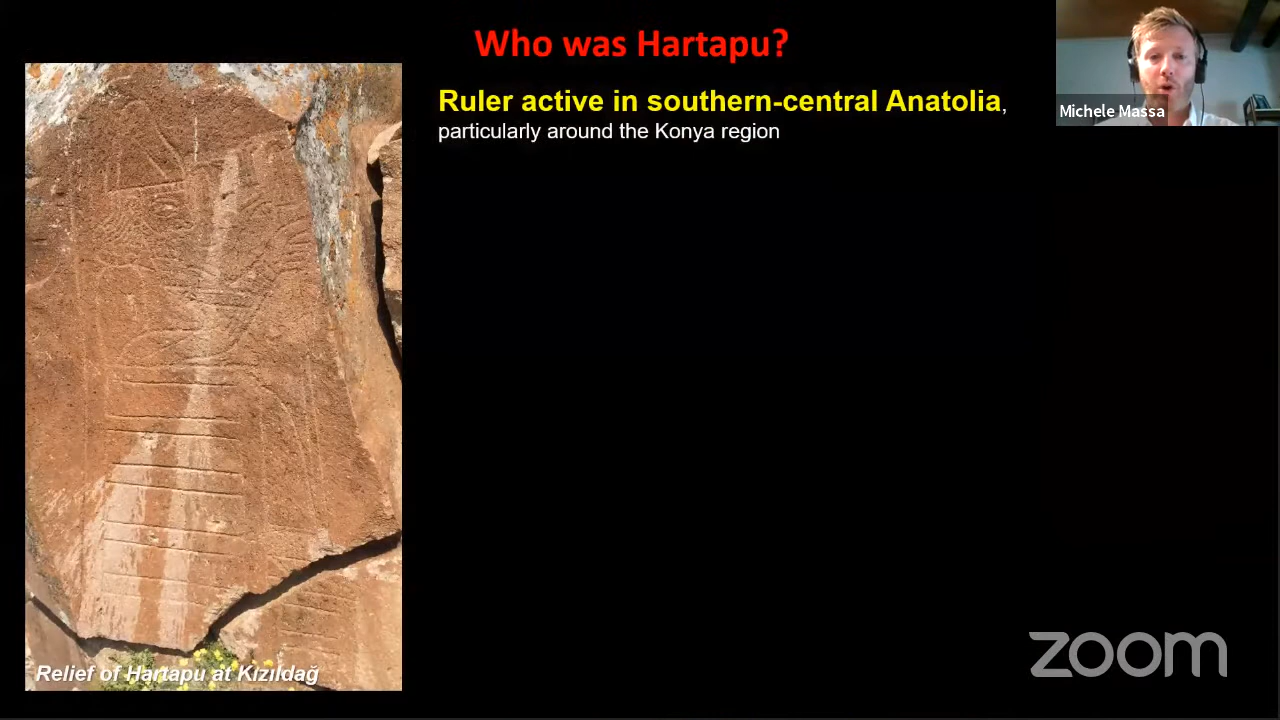 Who was Hartapu?
Ruler active in southern-central Anatolia,
particularly around the Konya region
Michele Massa
Relief of Hartapu at Kızıldağ
zoom